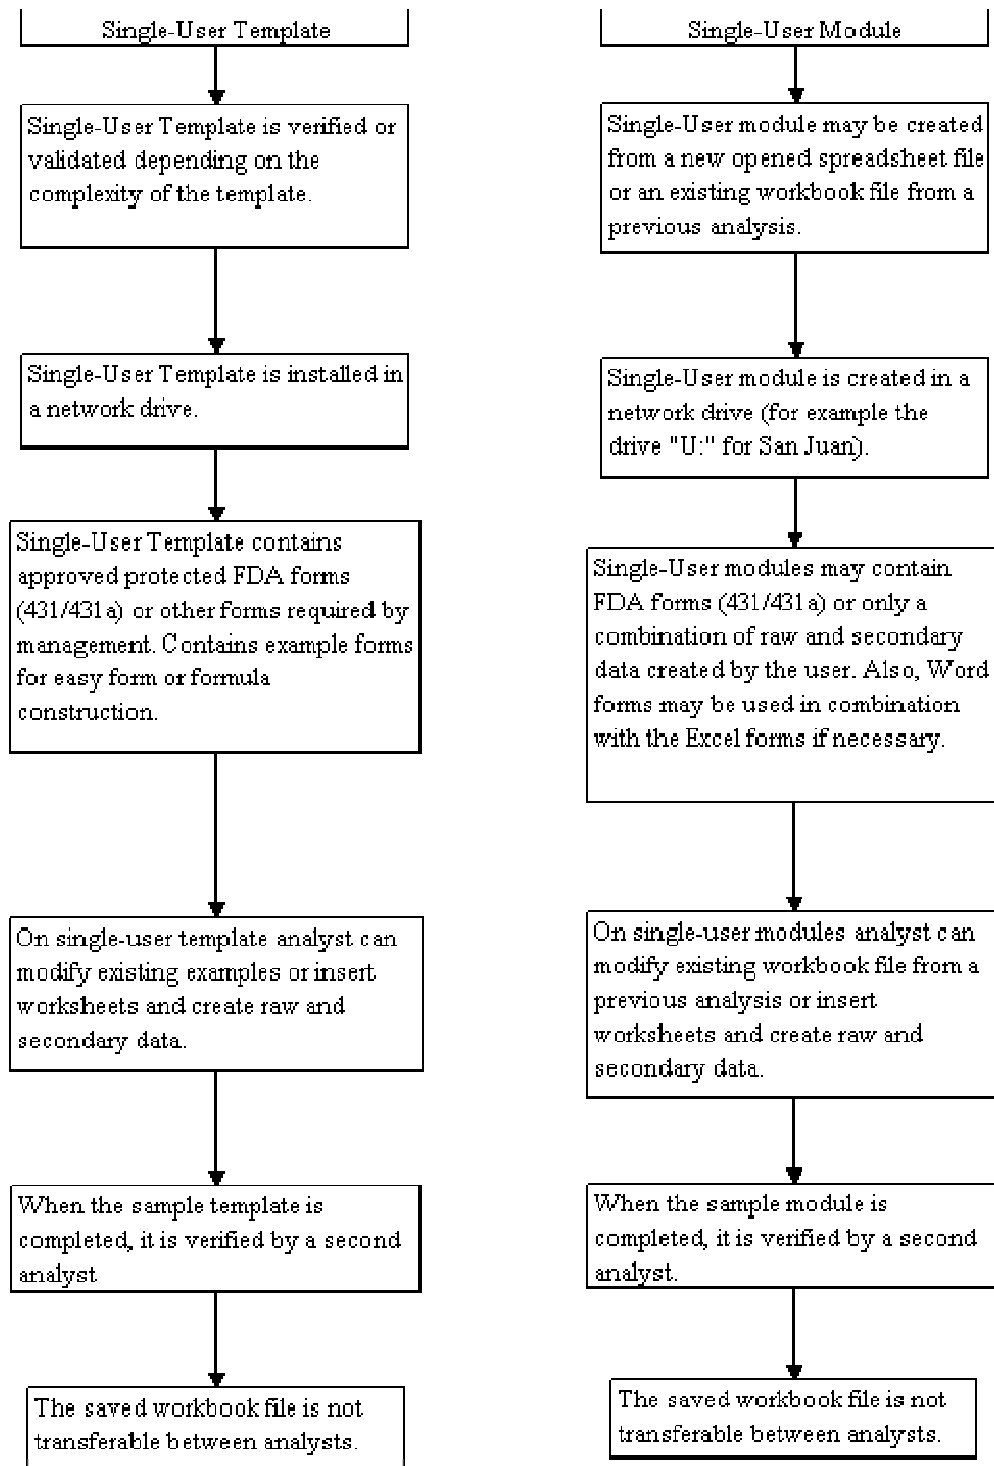 Single-User Template
Single-User Template is verified or
validated depending on the
complexity of the template.
Single-User Template is installed in
a network drive.
Single-User Template contains
approved protected FDA forms
(431/431a) or other forms required by
management. Contains example forms
for easy form or formula
construction.
On single-user template analyst can
modify existing examples or insert
worksheets and create raw and
secondary data.
When the sample template is
completed, it is verified by a second
analyst
The saved workbook file is not
transferable between analysts.
Single-User Module
Single-User module may be created
from a new opened spreadsheet file
or an existing workbook file from a
previous analysis.
Single-User module is created in a
network drive (for example the
drive "U:" for San Juan).
Single-User modules may contain
FDA forms (431/431a) or only a
combination of raw and secondary
data created by the user. Also, Word
forms may be used in combination
with the Excel forms if necessary.
On single-user modules analyst can
modify existing workbook file from a
previous analysis or insert
worksheets and create raw and
secondary data.
When the sample module is
completed, it is verified by a second
analyst.
The saved workbook file is not
transferable between analysts.